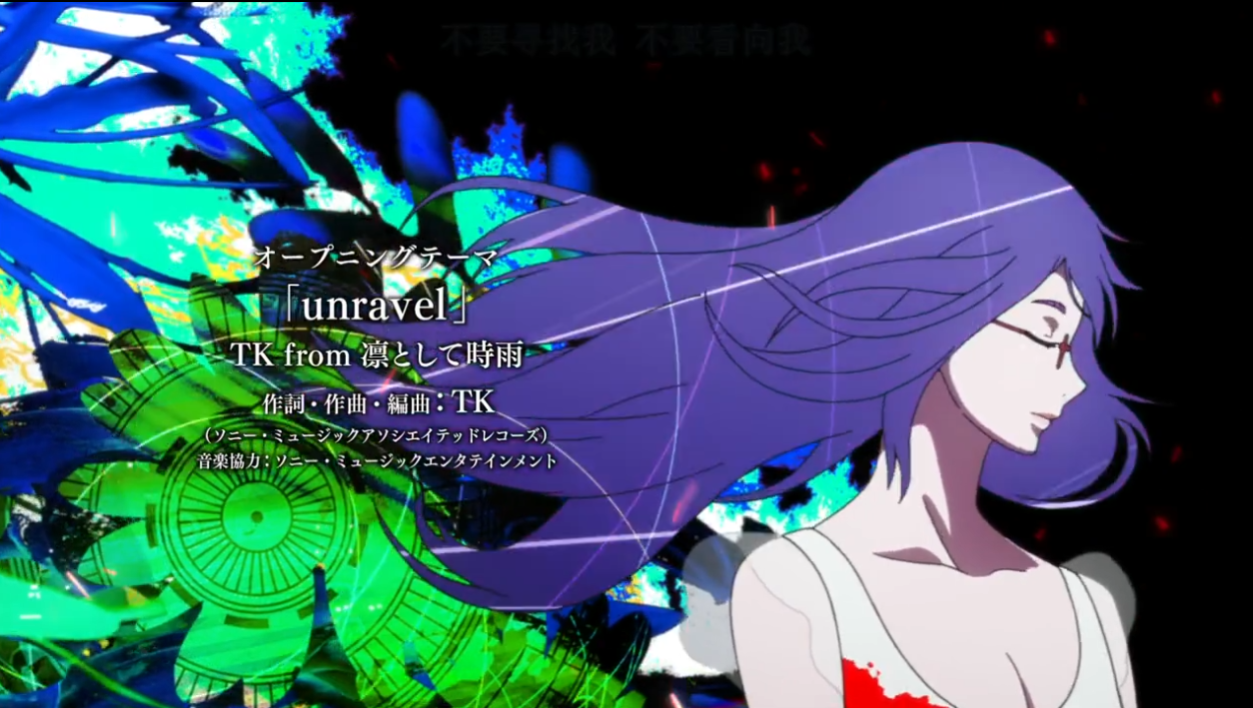 不要寻找我 不要看向我
オープニングテーマ
「unravel」
TK from 凛として時雨
作詞・作曲・編曲：TK
（ソニー・ミュージックアソシエイテッドレコーズ）
音楽協力：ソニー・ミュージックエンタテインメント